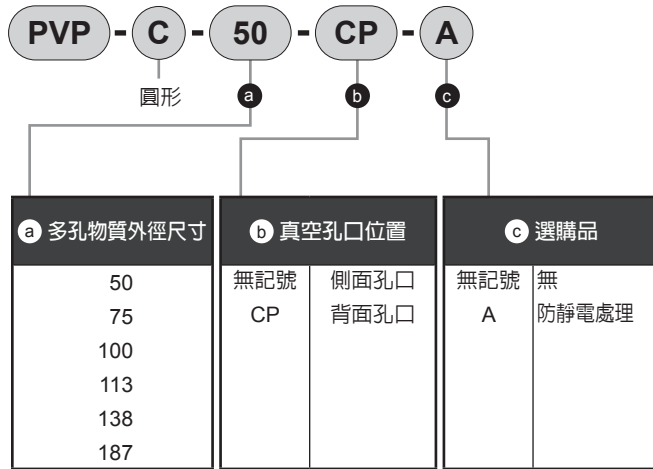 PVP-C-50-CP-A
圓形 a b c
a 多孔物質外徑尺寸
50
75
100
113
138
187
b 真空孔口位置
無記號 側面孔口
CP 背面孔口
c 選購品
無記號 無
A 防靜電處理